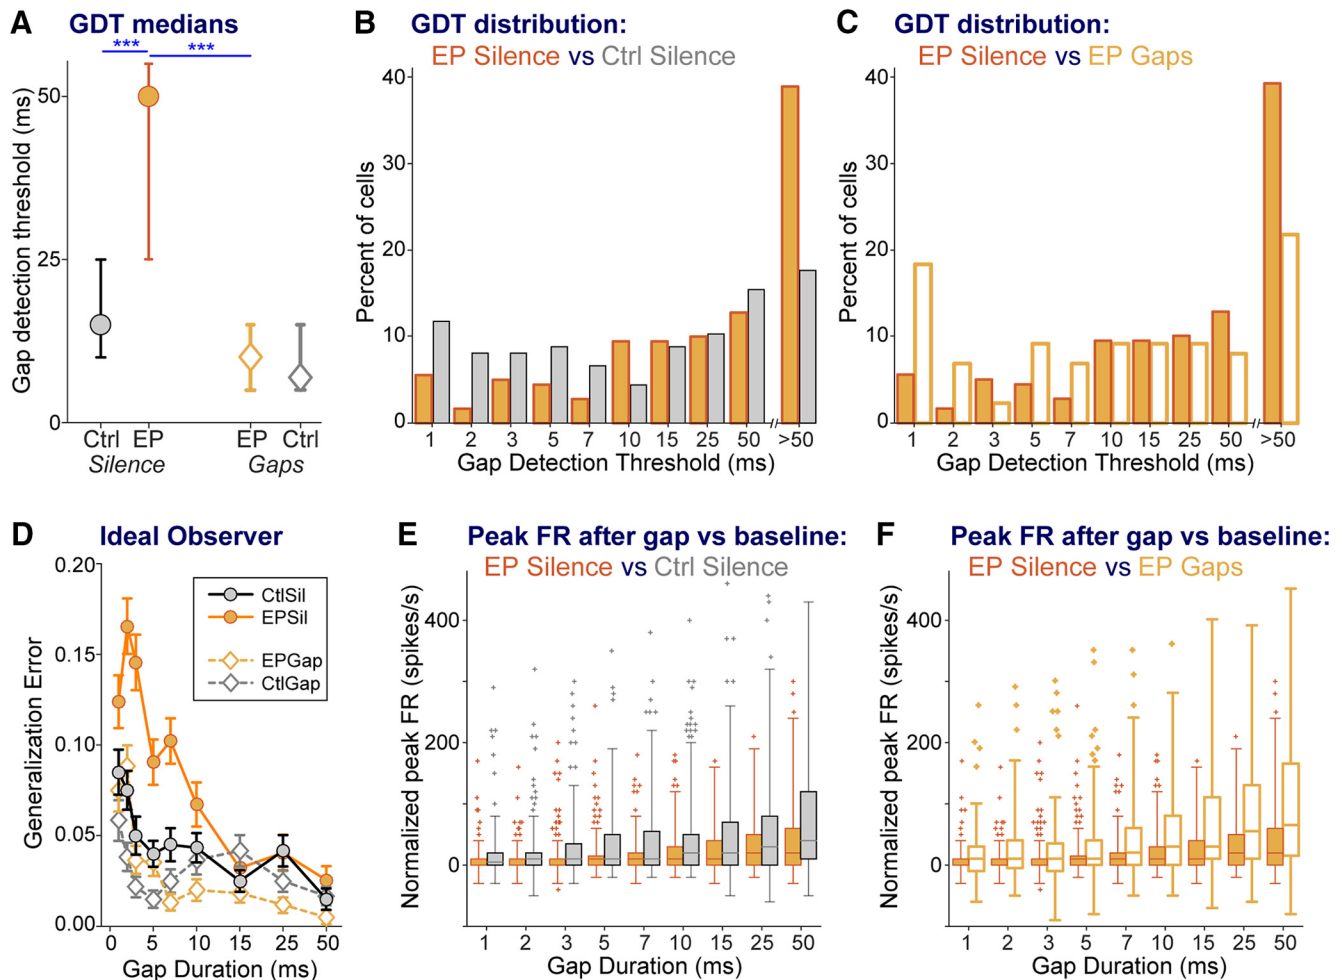 A GDT medians
*** ***
Gap detection threshold (ms)
50
25
0
Ctrl EP EP Ctrl
Silence Gaps
B GDT distribution:
EP Silence vs Ctrl Silence
Percent of cells
40
30
20
10
0
1 2 3 5 7 10 15 25 50 >50
Gap Detection Threshold (ms)
C GDT distribution:
EP Silence vs EP Gaps
Percent of cells
40
30
20
10
0
1 2 3 5 7 10 15 25 50 >50
Gap Detection Threshold (ms)
D Ideal Observer
Generalization Error
0.20
0.15
0.10
0.05
0.00
CtlSil
EPSil
EPGap
CtlGap
0 5 10 15 25 50
Gap Duration (ms)
E Peak FR after gap vs baseline:
EP Silence vs Ctrl Silence
Normalized peak FR (spikes/s)
400
200
0
1 2 3 5 7 10 15 25 50
Gap Duration (ms)
F Peak FR after gap vs baseline:
EP Silence vs EP Gaps
Normalized peak FR (spikes/s)
400
200
0
1 2 3 5 7 10 15 25 50
Gap Duration (ms)